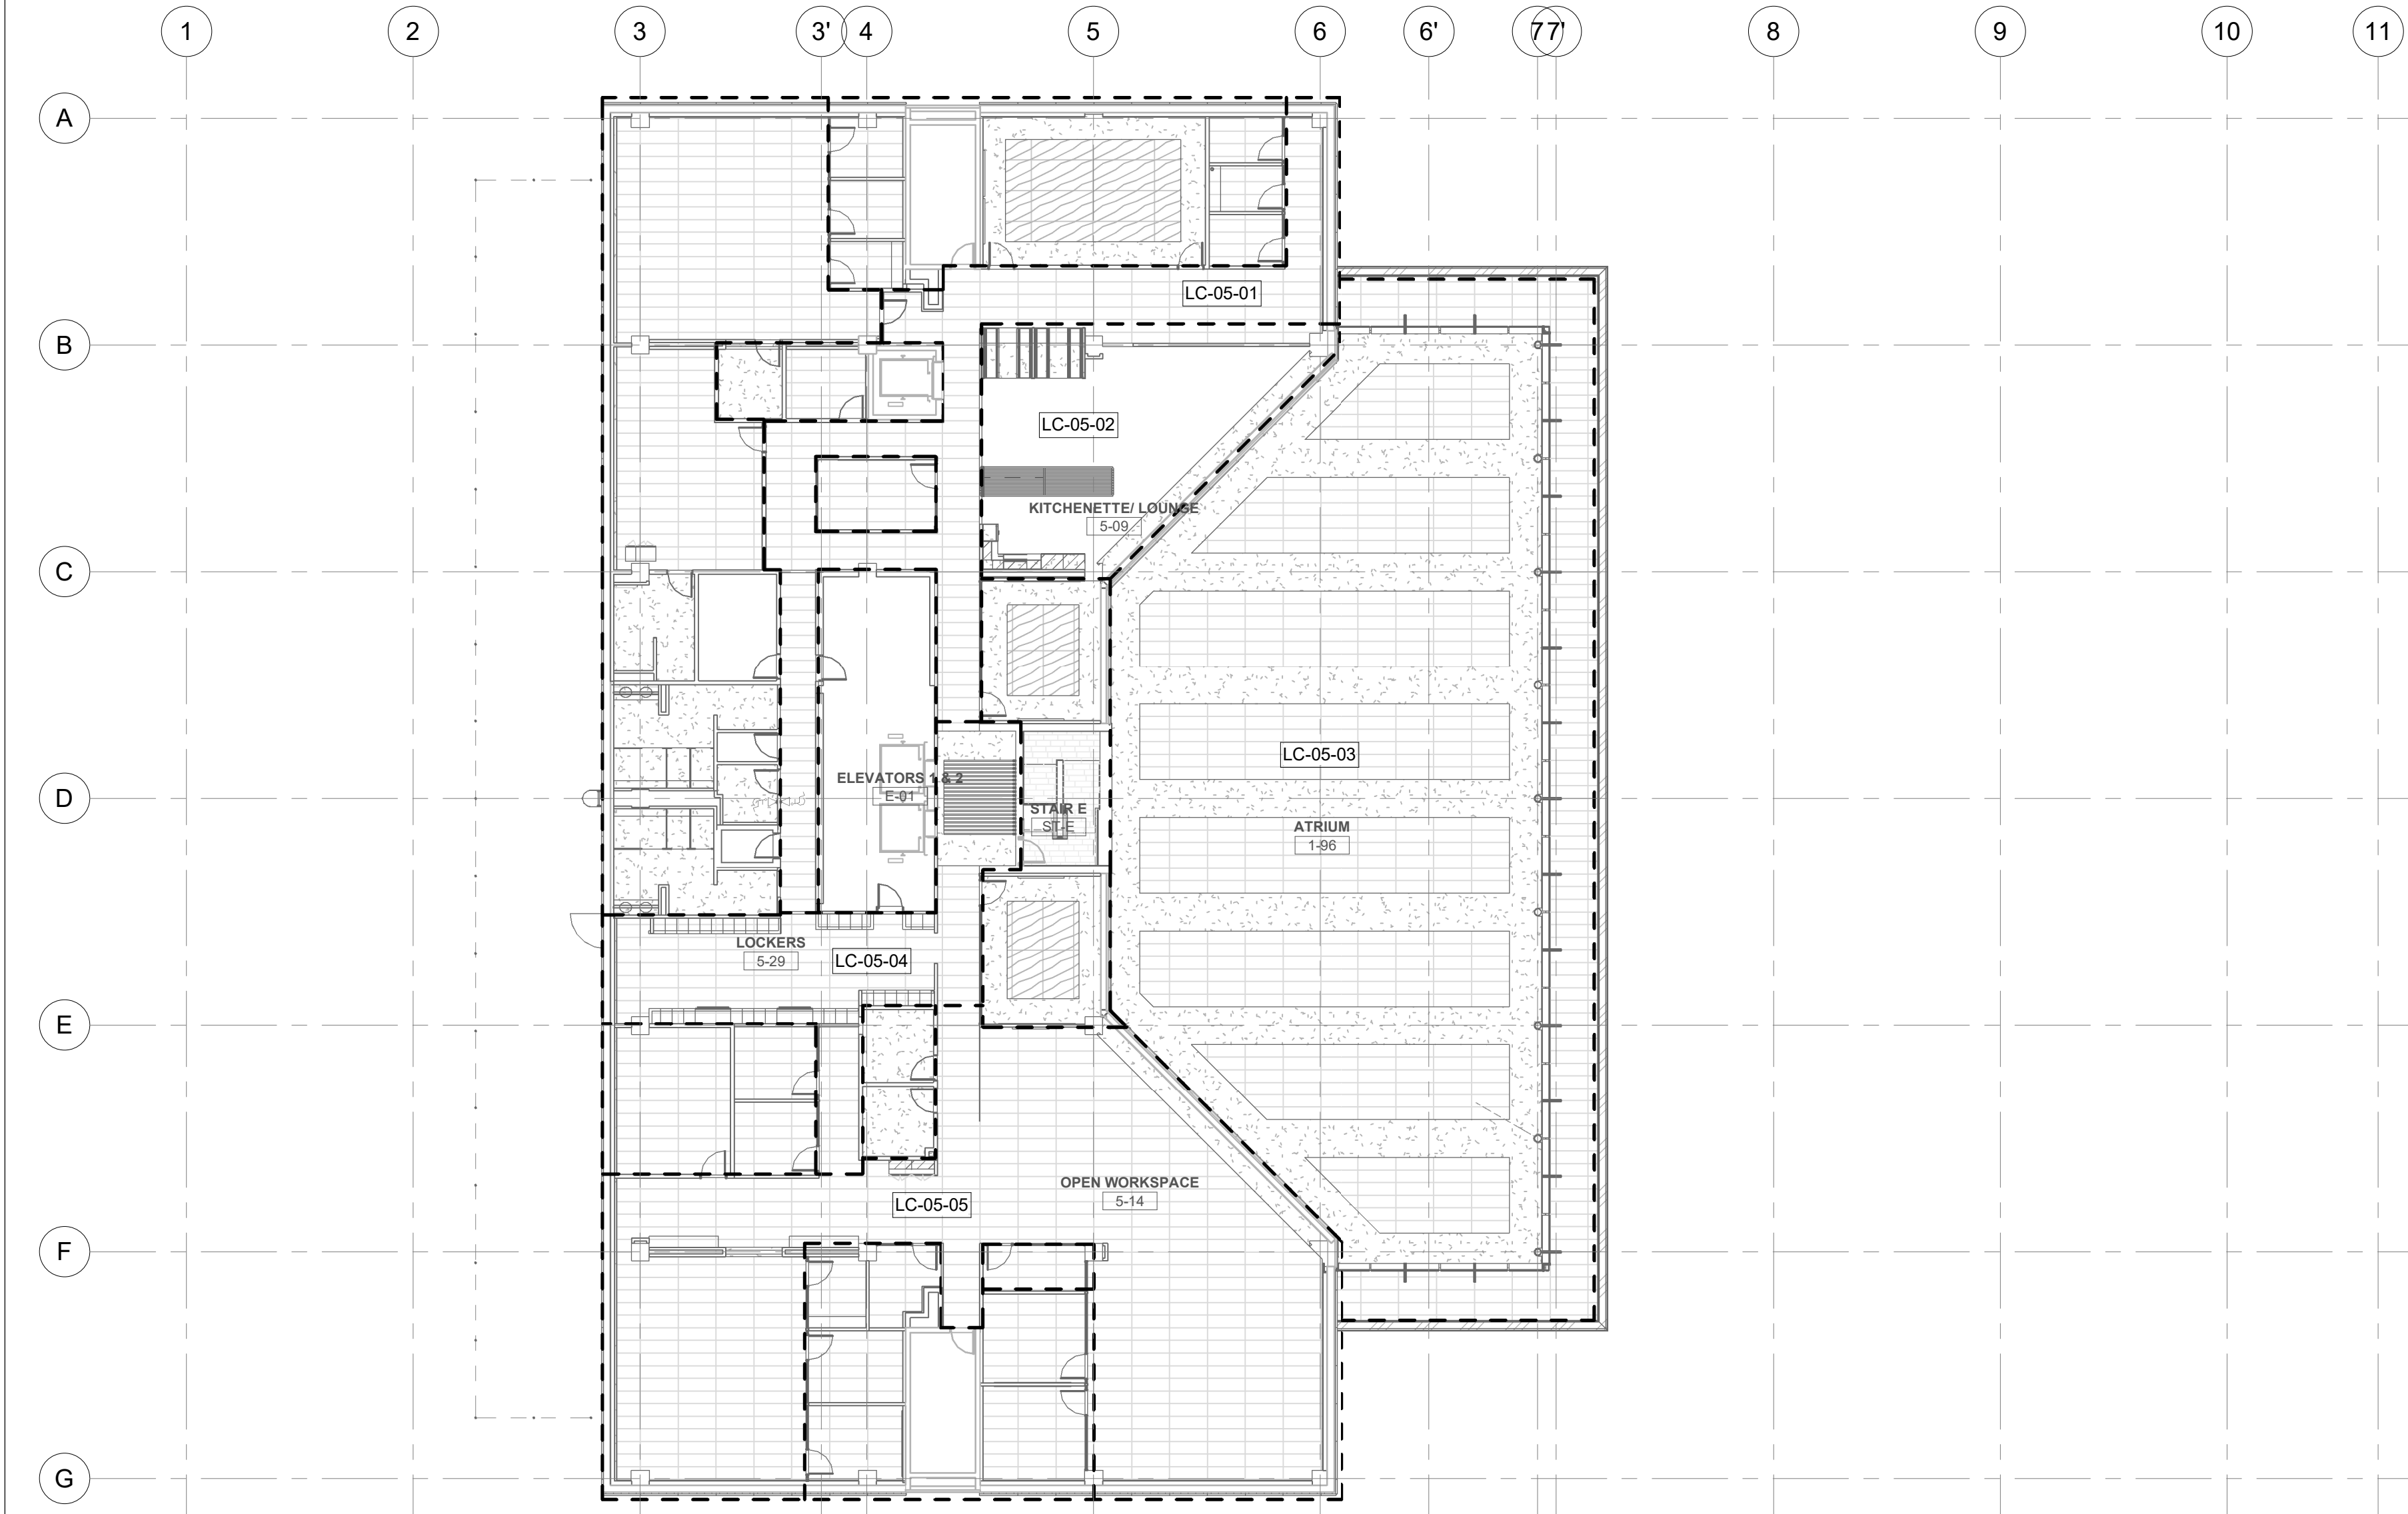 1 2 3 3' 4 5 6 6' 7 7' 8 9 10 11
A
LC-05-01
B
LC-05-02
KITCHENETTE/ LOUNGE
5-09
C
LC-05-03
ELEVATORS 1 & 2
E-01
D
STAIR E
ST-E
ATRIUM
1-96
LOCKERS
5-29
LC-05-04
E
OPEN WORKSPACE
5-14
LC-05-05
F
G